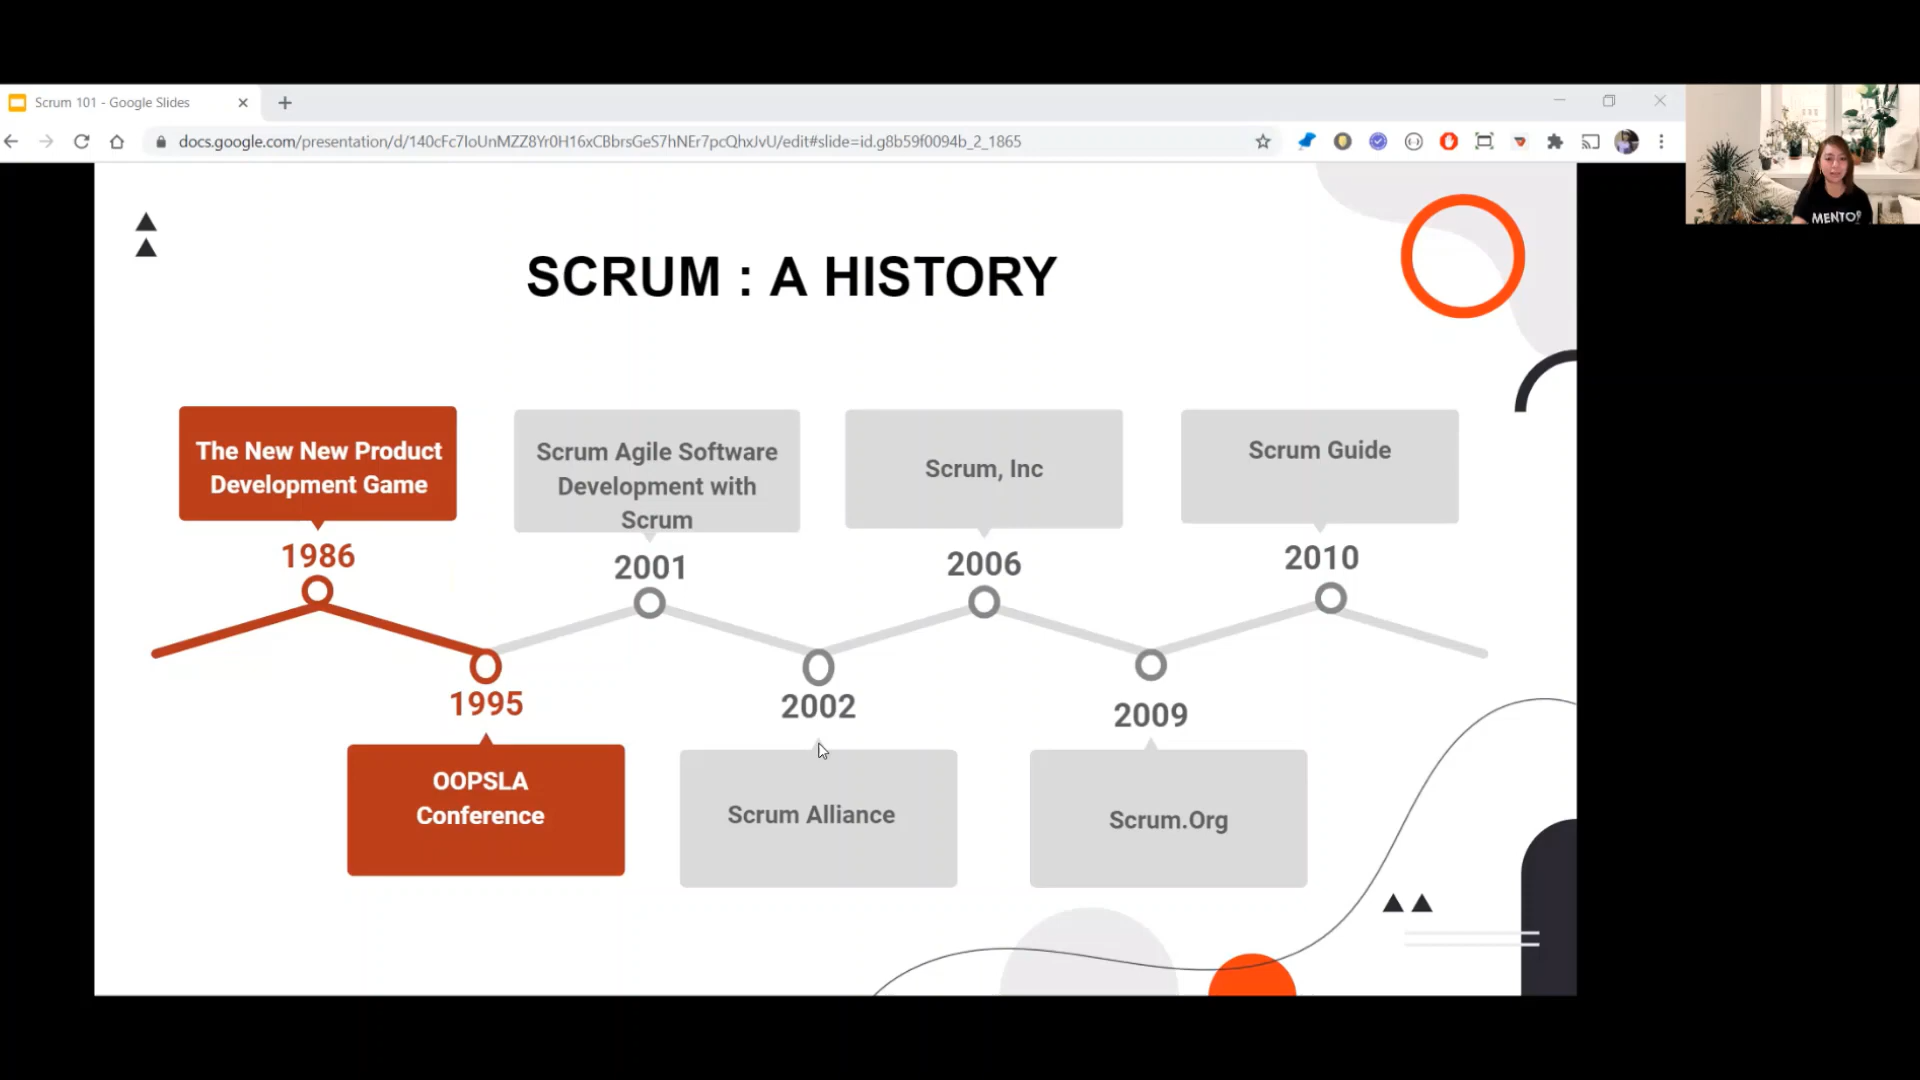 Scrum 101 - Google Slides
docs.google.com/presentation/d/140cFc7IoUnMZZ8Yr0H16xCBbrsGeS7hNEr7pcQhxJvU/edit#slide=id.g8b59f0094b_2_1865
MENTO
SCRUM : A HISTORY
The New New Product
Development Game
1986
Scrum Agile Software
Development with
Scrum
2001
Scrum, Inc
2006
Scrum Guide
2010
1995
OOPSLA
Conference
2002
Scrum Alliance
2009
Scrum.Org